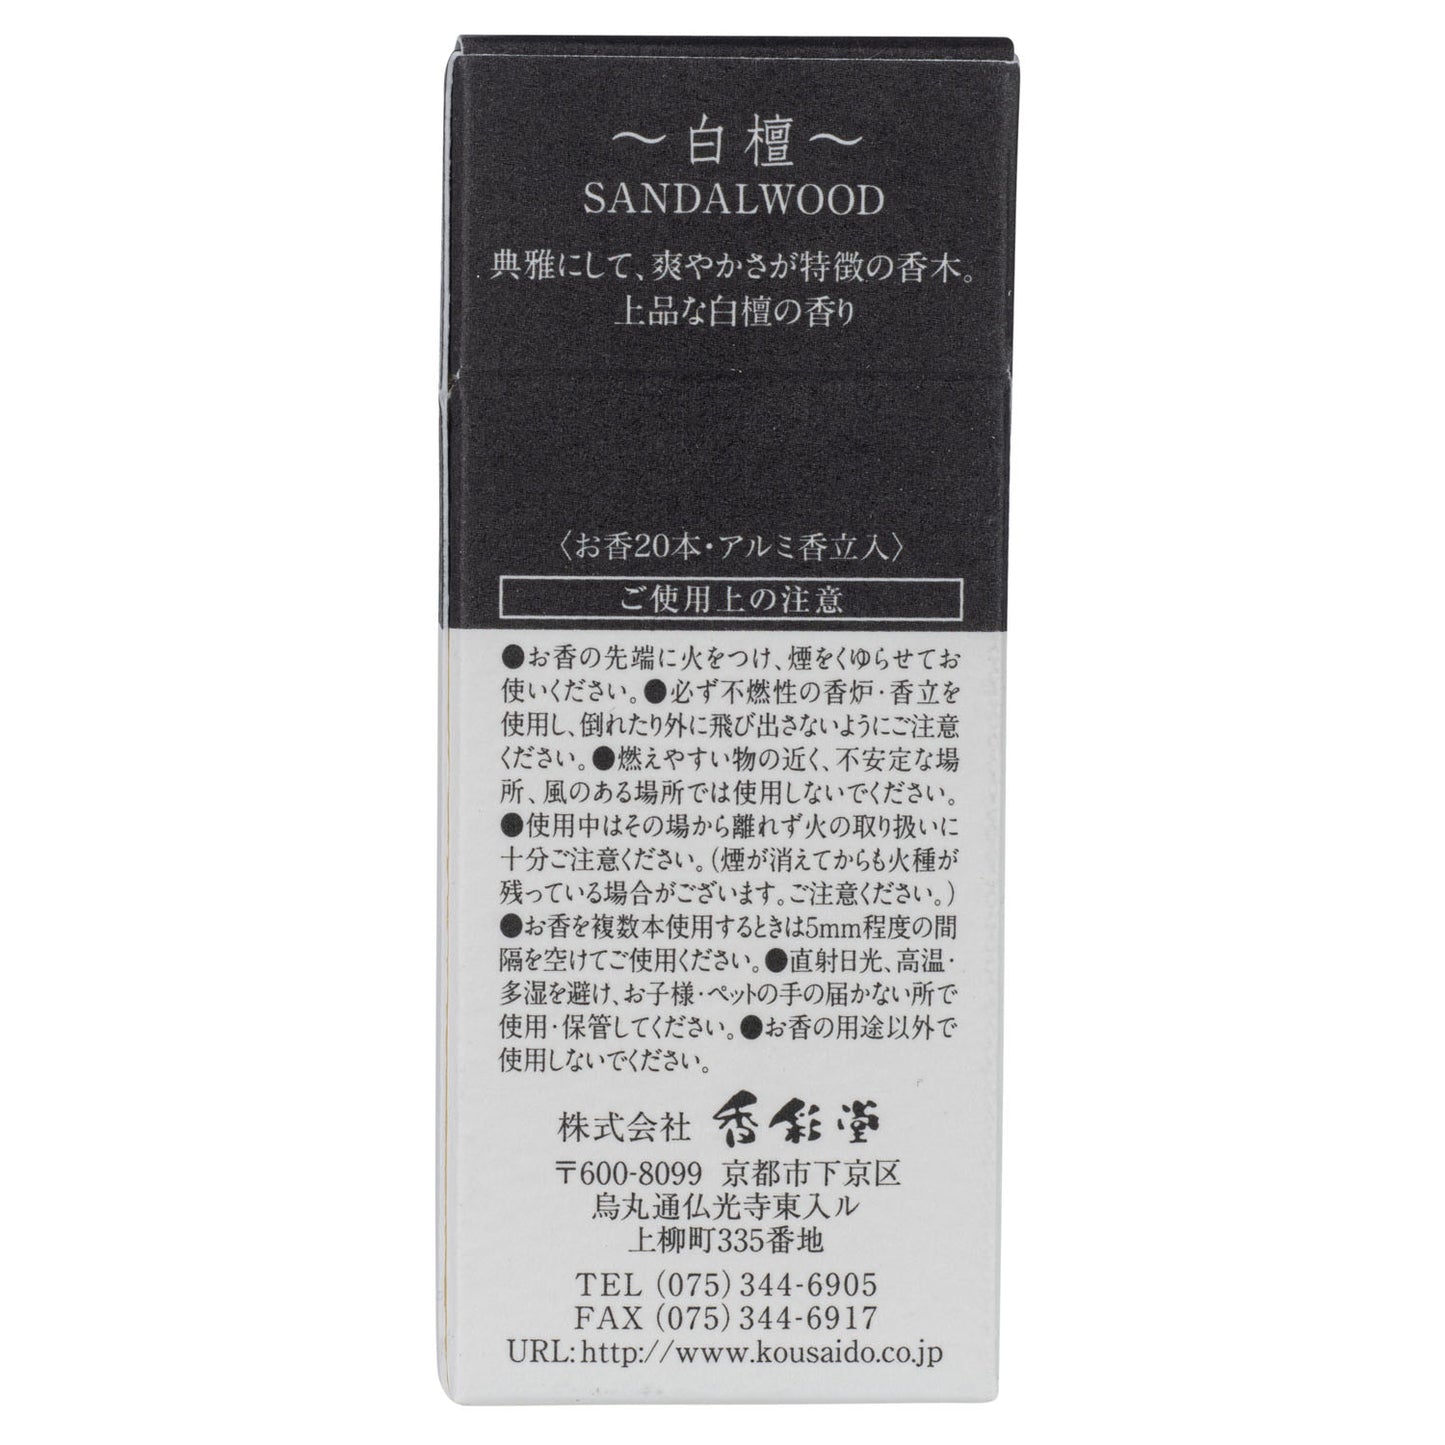 ～白檀～
SANDALWOOD
典雅にして、爽やかさが特徴の香木。
上品な白檀の香り
〈お香20本・アルミ香立入〉
ご使用上の注意
●お香の先端に火をつけ、煙をくゆらせてお
使いください。●必ず不燃性の香炉・香立を
使用し、倒れたり外に飛び出さないようにご注意
ください。●燃えやすい物の近く、不安定な場
所、風のある場所では使用しないでください。
●使用中はその場から離れず火の取り扱いに
十分ご注意ください。（煙が消えてからも火種が
残っている場合がございます。ご注意ください。）
●お香を複数本使用するときは5mm程度の間
隔を空けてご使用ください。●直射日光、高温・
多湿を避け、お子様・ペットの手の届かない所で
使用・保管してください。●お香の用途以外で
使用しないでください。
株式会社 香彩堂
〒600-8099 京都市下京区
烏丸通仏光寺東入ル
上柳町335番地
TEL (075) 344-6905
FAX (075) 344-6917
URL: http://www.kousaido.co.jp